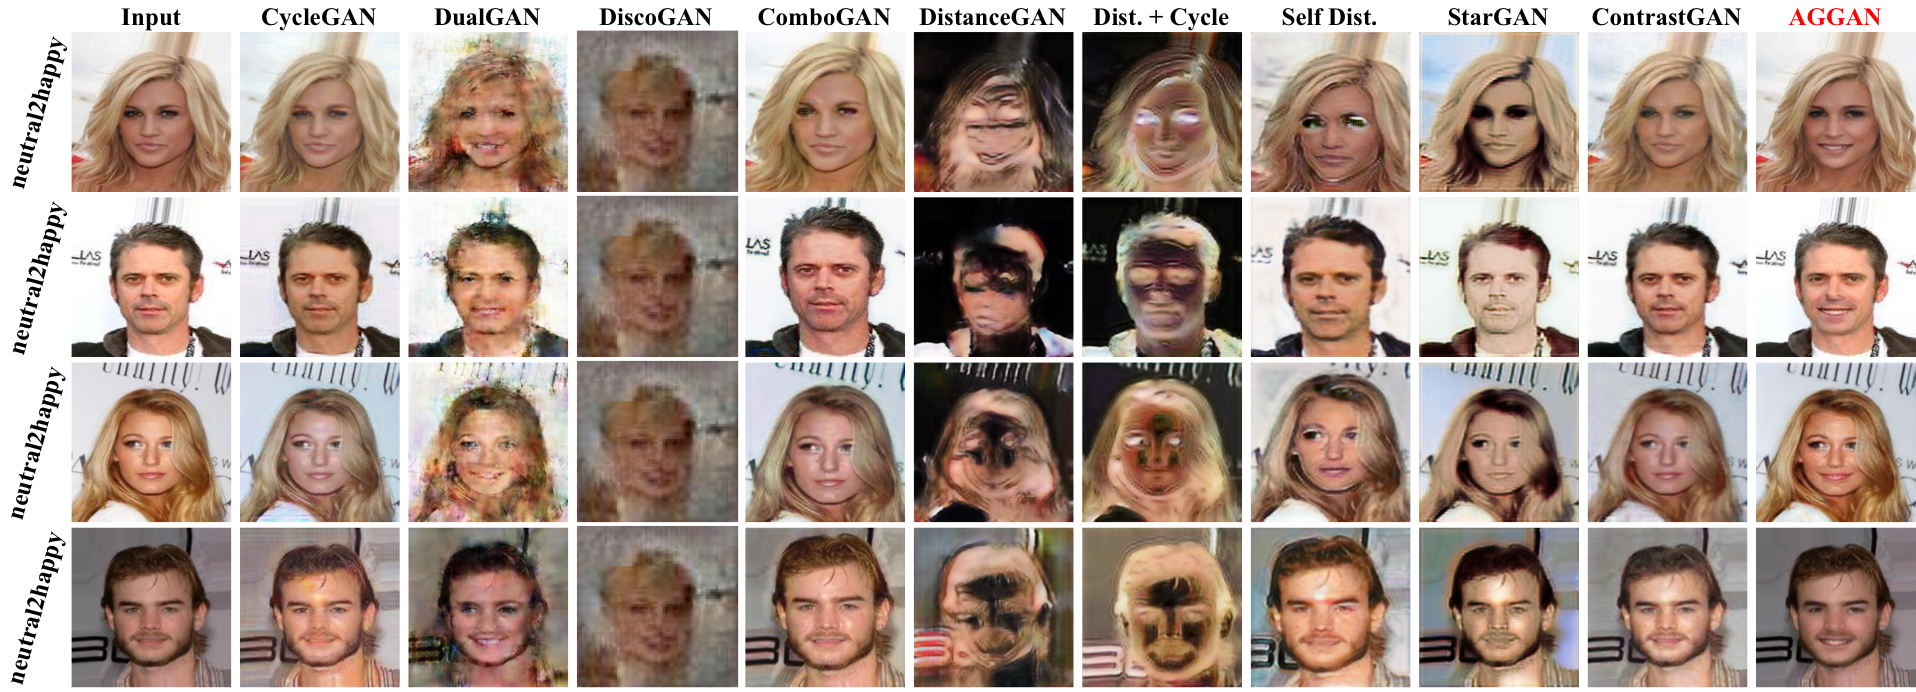 Input CycleGAN DualGAN DiscoGAN ComboGAN DistanceGAN Dist. + Cycle Self Dist. StarGAN ContrastGAN AGGAN
neutral2happy
neutral2happy
neutral2happy
neutral2happy